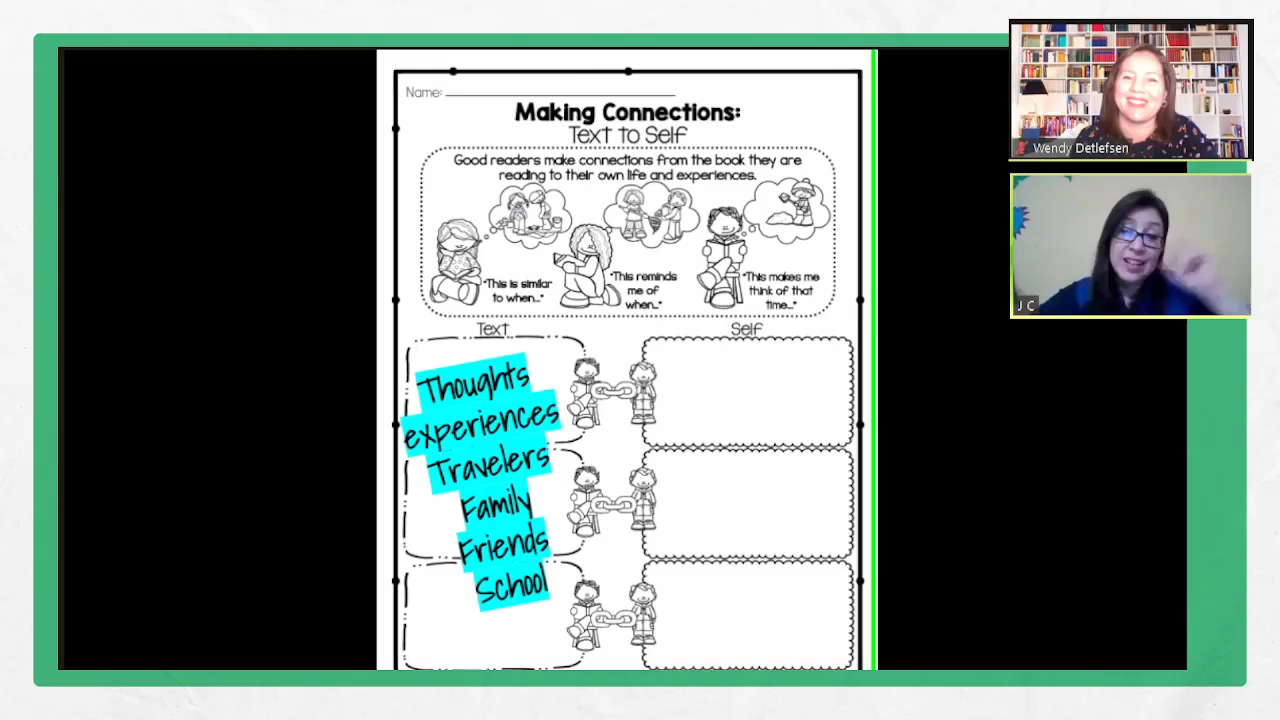 Name:
Making Connections:
Text to Self
Good readers make connections from the book they are
reading to their own life and experiences.
"This is similar
to when..."
"This reminds
me of
when..."
"This makes me
think of that
time..."
Text
Self
Thoughts
experiences
Travelers
Family
Friends
School
Wendy Detlefsen
J C